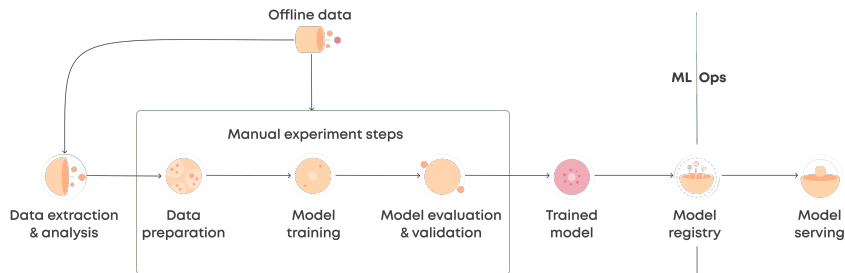 Offline data
ML Ops
Manual experiment steps
Data extraction
& analysis
Data
preparation
Model
training
Model evaluation
& validation
Trained
model
Model
registry
Model
serving